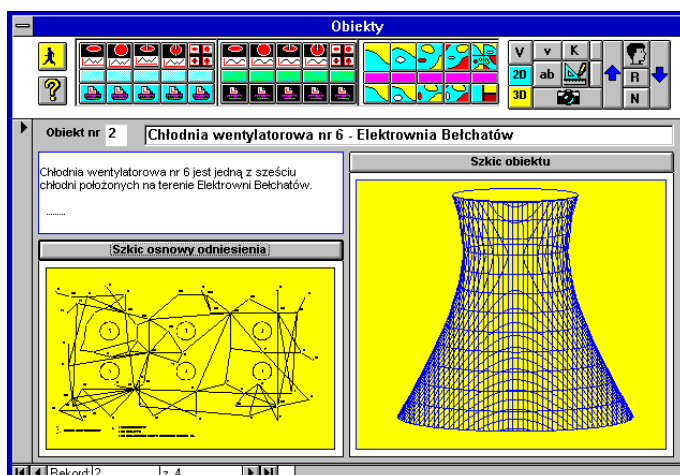 Obiekty
V v K
2D ab R
3D N
Obiekt nr 2 Chłodnia wentylatorowa nr 6 - Elektrownia Bełchatów
Chłodnia wentylatorowa nr 6 jest jedną z sześciu
chłodni położonych na terenie Elektrowni Bełchatów.
.........
Szkic obiektu
Szkic osnowy odniesienia
Rekord: 2 z 4